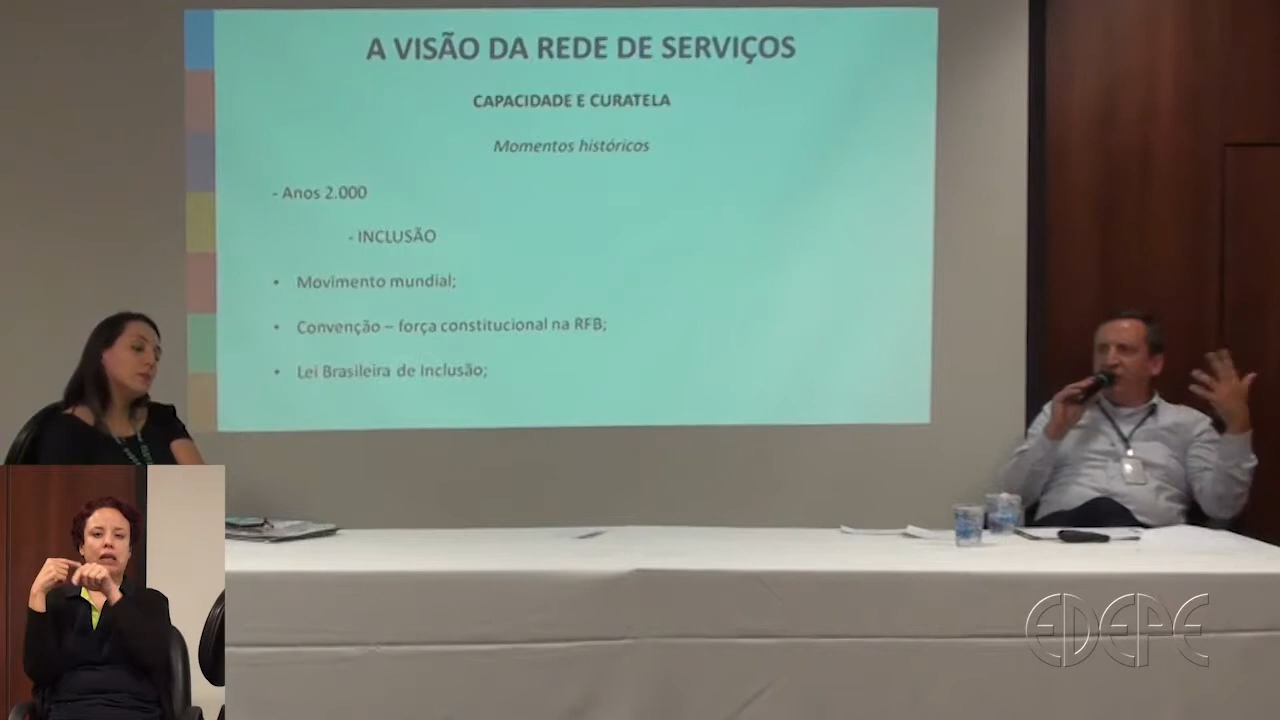 A VISÃO DA REDE DE SERVIÇOS
CAPACIDADE E CURATELA
Momentos históricos
- Anos 2.000
- INCLUSÃO
• Movimento mundial;
• Convenção – força constitucional na RFB;
• Lei Brasileira de Inclusão;
EDEPE